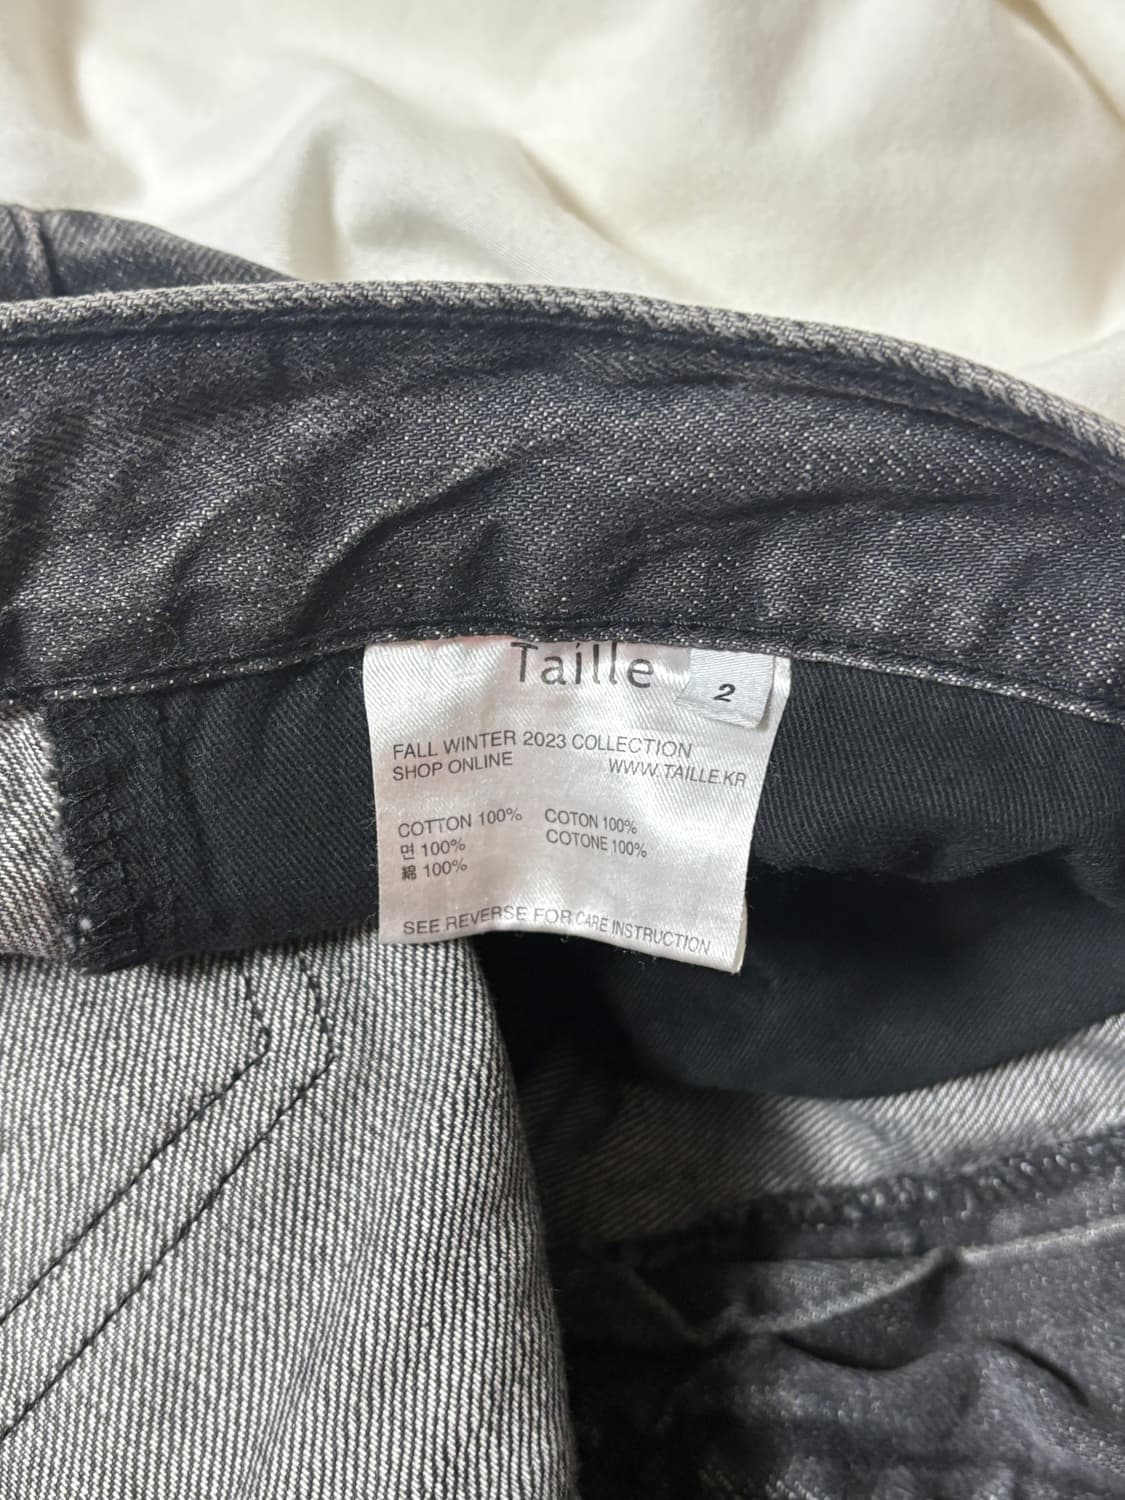 Taille
2
FALL WINTER 2023 COLLECTION
SHOP ONLINE WWW.TAILLE.KR
COTTON 100% COTON 100%
면 100% COTONE 100%
綿 100%
SEE REVERSE FOR CARE INSTRUCTION